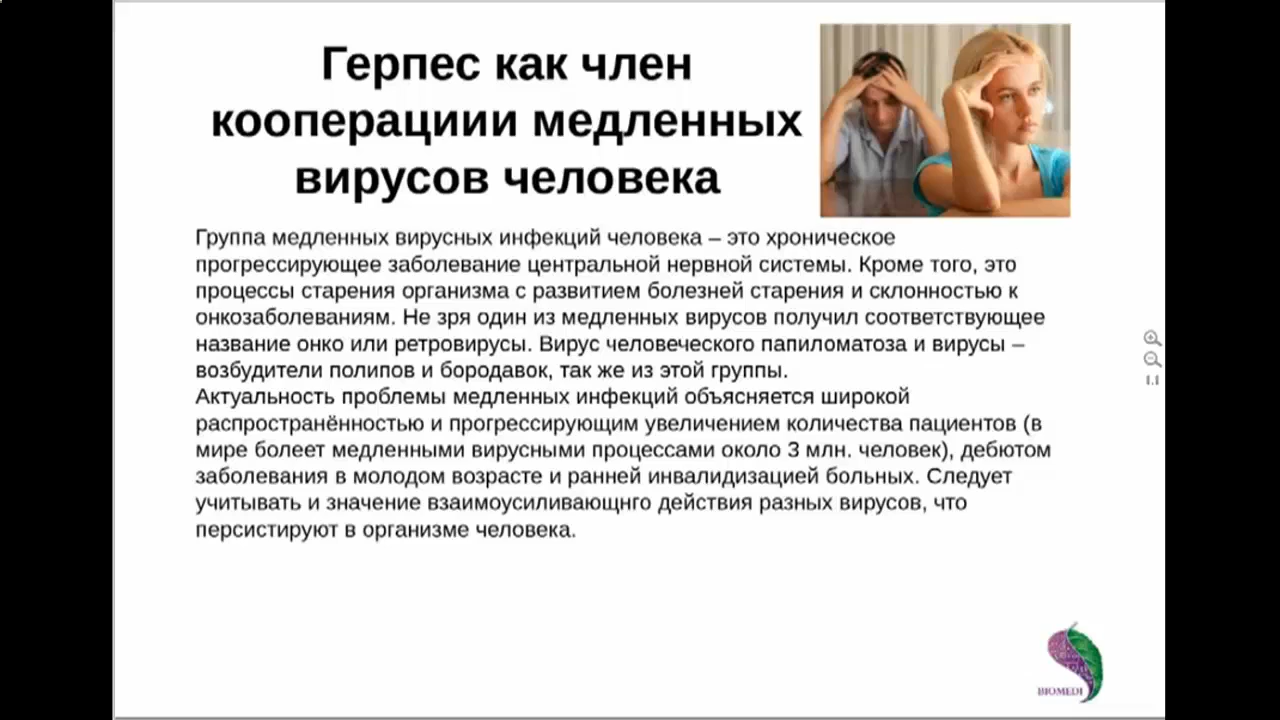 Герпес как член
кооперациии медленных
вирусов человека
Группа медленных вирусных инфекций человека – это хроническое
прогрессирующее заболевание центральной нервной системы. Кроме того, это
процессы старения организма с развитием болезней старения и склонностью к
онкозаболеваниям. Не зря один из медленных вирусов получил соответствующее
название онко или ретровирусы. Вирус человеческого папиломатоза и вирусы –
возбудители полипов и бородавок, так же из этой группы.
Актуальность проблемы медленных инфекций объясняется широкой
распространённостью и прогрессирующим увеличением количества пациентов (в
мире болеет медленными вирусными процессами около 3 млн. человек), дебютом
заболевания в молодом возрасте и ранней инвалидизацией больных. Следует
учитывать и значение взаимоусиливающнго действия разных вирусов, что
персистируют в организме человека.
1.1
BIOMEDI